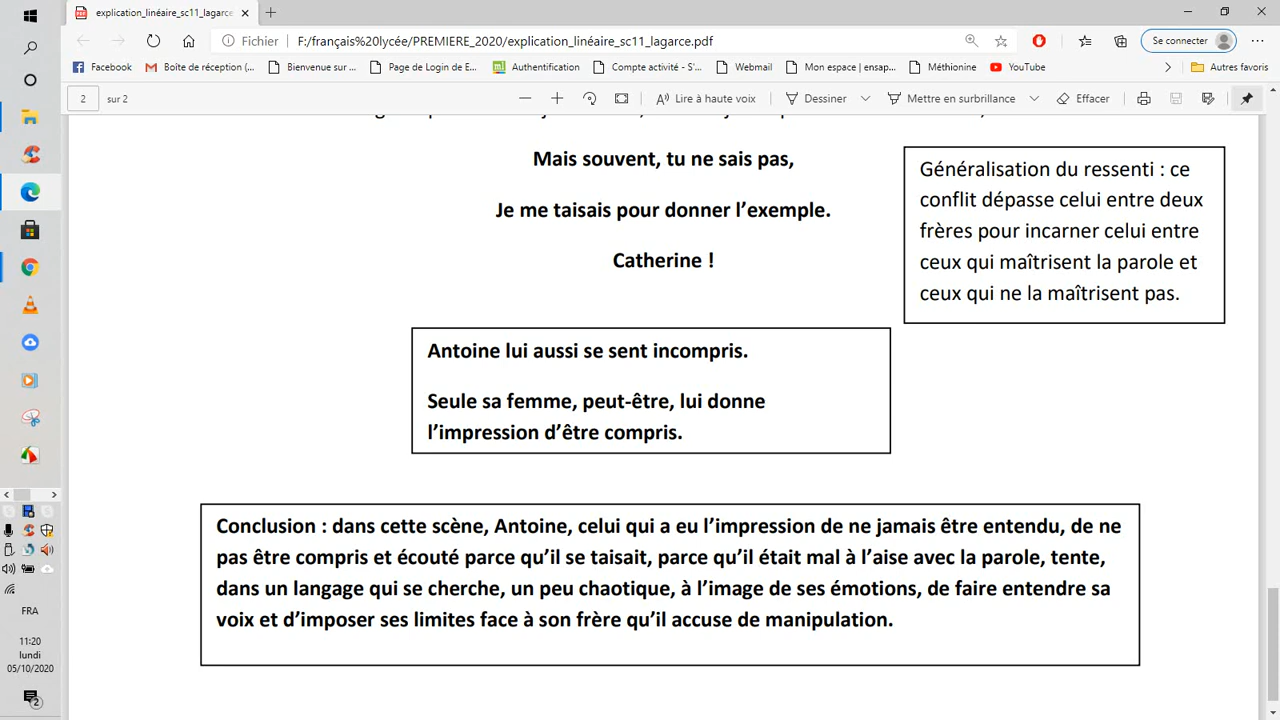 explication_linéaire_sc11_lagarce
Fichier
F:/français%20lycée/PREMIERE_2020/explication_linéaire_sc11_lagarce.pdf
Se connecter
Facebook
Boîte de réception (...
Bienvenue sur ...
Page de Login de E...
Authentification
Compte activité - S'...
Webmail
Mon espace | ensap...
Méthionine
YouTube
Autres favoris
2
sur 2
Lire à haute voix
Dessiner
Mettre en surbrillance
Effacer
Mais souvent, tu ne sais pas,
Je me taisais pour donner l’exemple.
Catherine !
Généralisation du ressenti : ce
conflit dépasse celui entre deux
frères pour incarner celui entre
ceux qui maîtrisent la parole et
ceux qui ne la maîtrisent pas.
Antoine lui aussi se sent incompris.
Seule sa femme, peut-être, lui donne
l’impression d’être compris.
Conclusion : dans cette scène, Antoine, celui qui a eu l’impression de ne jamais être entendu, de ne
pas être compris et écouté parce qu’il se taisait, parce qu’il était mal à l’aise avec la parole, tente,
dans un langage qui se cherche, un peu chaotique, à l’image de ses émotions, de faire entendre sa
voix et d’imposer ses limites face à son frère qu’il accuse de manipulation.
FRA
11:20
lundi
05/10/2020
2